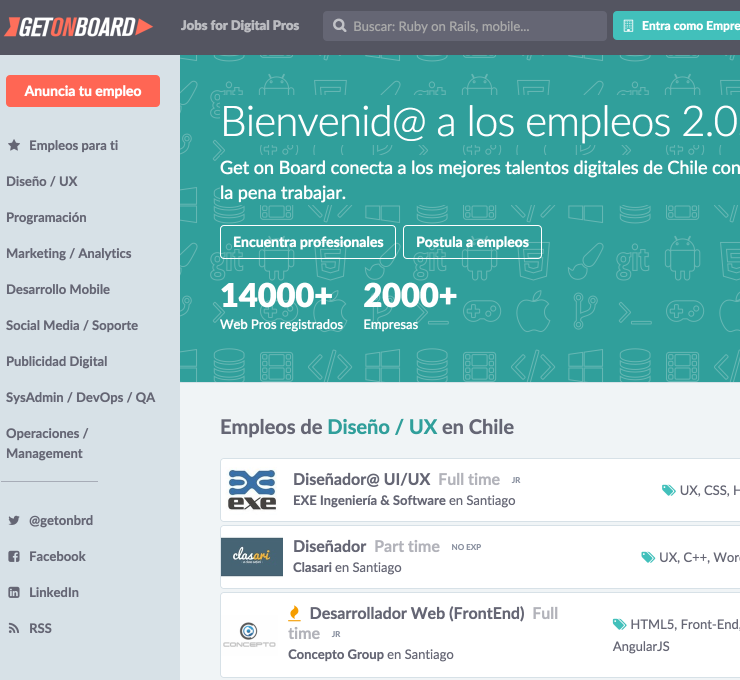 GETONBOARD
Jobs for Digital Pros
Buscar: Ruby on Rails, mobile...
Entra como Empre
Anuncia tu empleo
Empleos para ti
Diseño / UX
Programación
Marketing / Analytics
Desarrollo Mobile
Social Media / Soporte
Publicidad Digital
SysAdmin / DevOps / QA
Operaciones /
Management
@getonbrd
Facebook
LinkedIn
RSS
Bienvenid@ a los empleos 2.0
Get on Board conecta a los mejores talentos digitales de Chile con
la pena trabajar.
Encuentra profesionales
Postula a empleos
14000+
Web Pros registrados
2000+
Empresas
Empleos de Diseño / UX en Chile
exe
Diseñador@ UI/UX Full time JR
EXE Ingeniería & Software en Santiago
UX, CSS, H
clasari
Diseñador Part time NO EXP
Clasari en Santiago
UX, C++, Wor
CONCEPTO
Desarrollador Web (FrontEnd) Full
time JR
Concepto Group en Santiago
HTML5, Front-End,
AngularJS